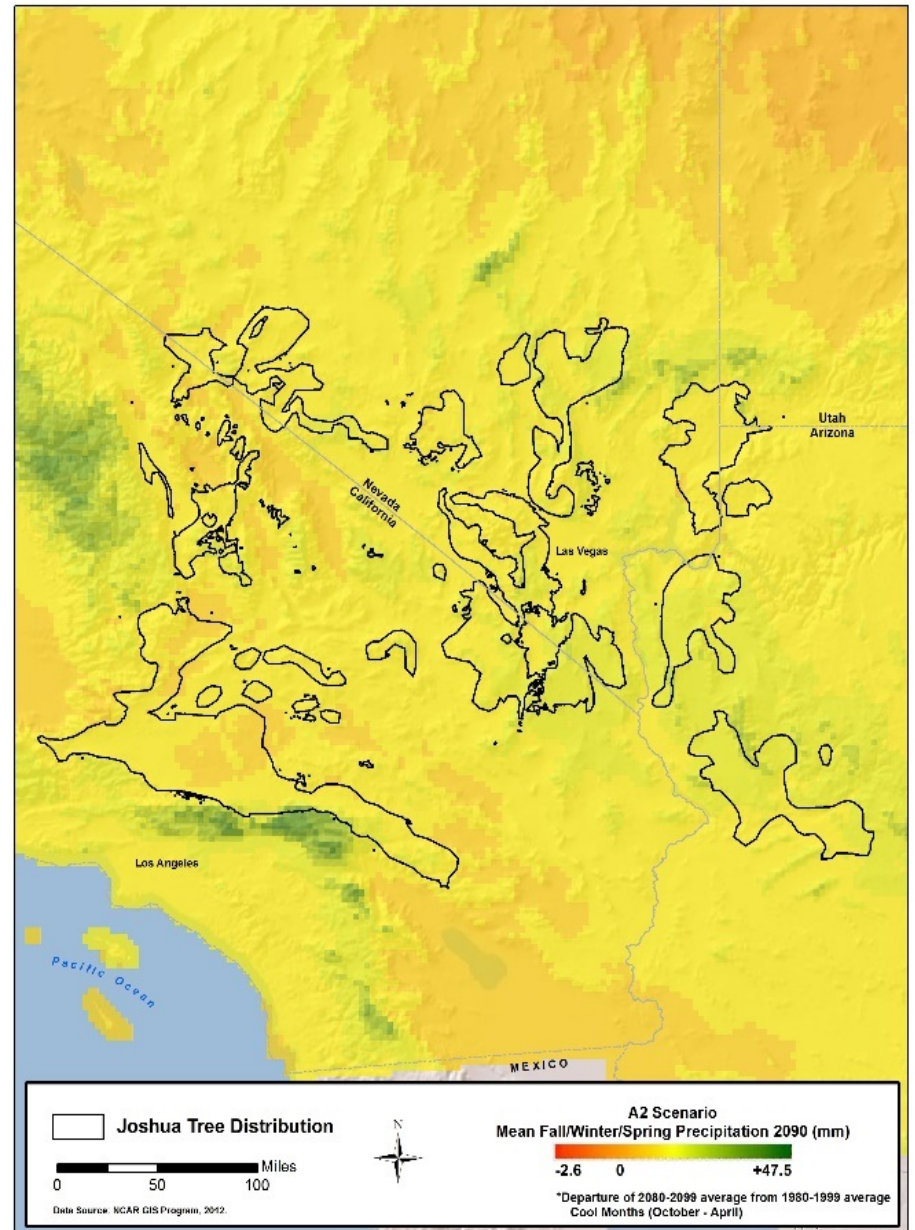 Utah
Arizona
Nevada
California
Las Vegas
Los Angeles
Pacific Ocean
MEXICO
Joshua Tree Distribution
N
Miles
0 50 100
Data Source: NCAR GIS Program, 2012.
A2 Scenario
Mean Fall/Winter/Spring Precipitation 2090 (mm)
-2.6 0 +47.5
*Departure of 2080-2099 average from 1980-1999 average
Cool Months (October - April)